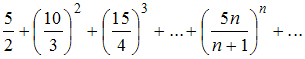 5/2 + (10/3)^2 + (15/4)^3 + ... + (5n/(n+1))^n + ...